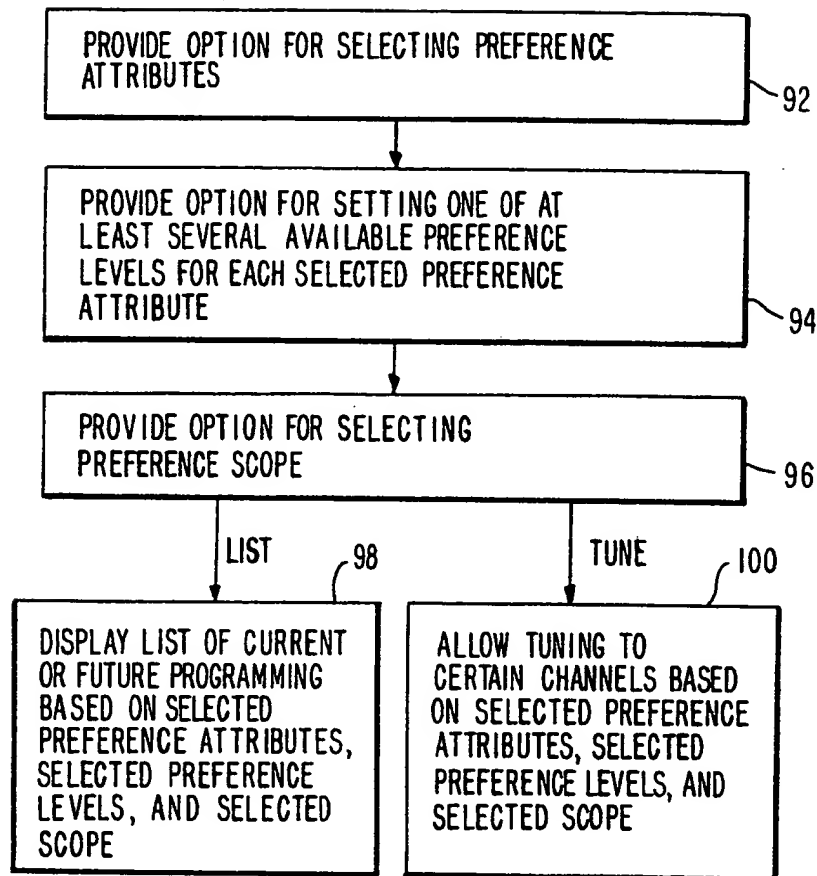 PROVIDE OPTION FOR SELECTING PREFERENCE
ATTRIBUTES
92
PROVIDE OPTION FOR SETTING ONE OF AT
LEAST SEVERAL AVAILABLE PREFERENCE
LEVELS FOR EACH SELECTED PREFERENCE
ATTRIBUTE
94
PROVIDE OPTION FOR SELECTING
PREFERENCE SCOPE
96
LIST
98
TUNE
100
DISPLAY LIST OF CURRENT
OR FUTURE PROGRAMMING
BASED ON SELECTED
PREFERENCE ATTRIBUTES,
SELECTED PREFERENCE
LEVELS, AND SELECTED
SCOPE
ALLOW TUNING TO
CERTAIN CHANNELS BASED
ON SELECTED PREFERENCE
ATTRIBUTES, SELECTED
PREFERENCE LEVELS, AND
SELECTED SCOPE